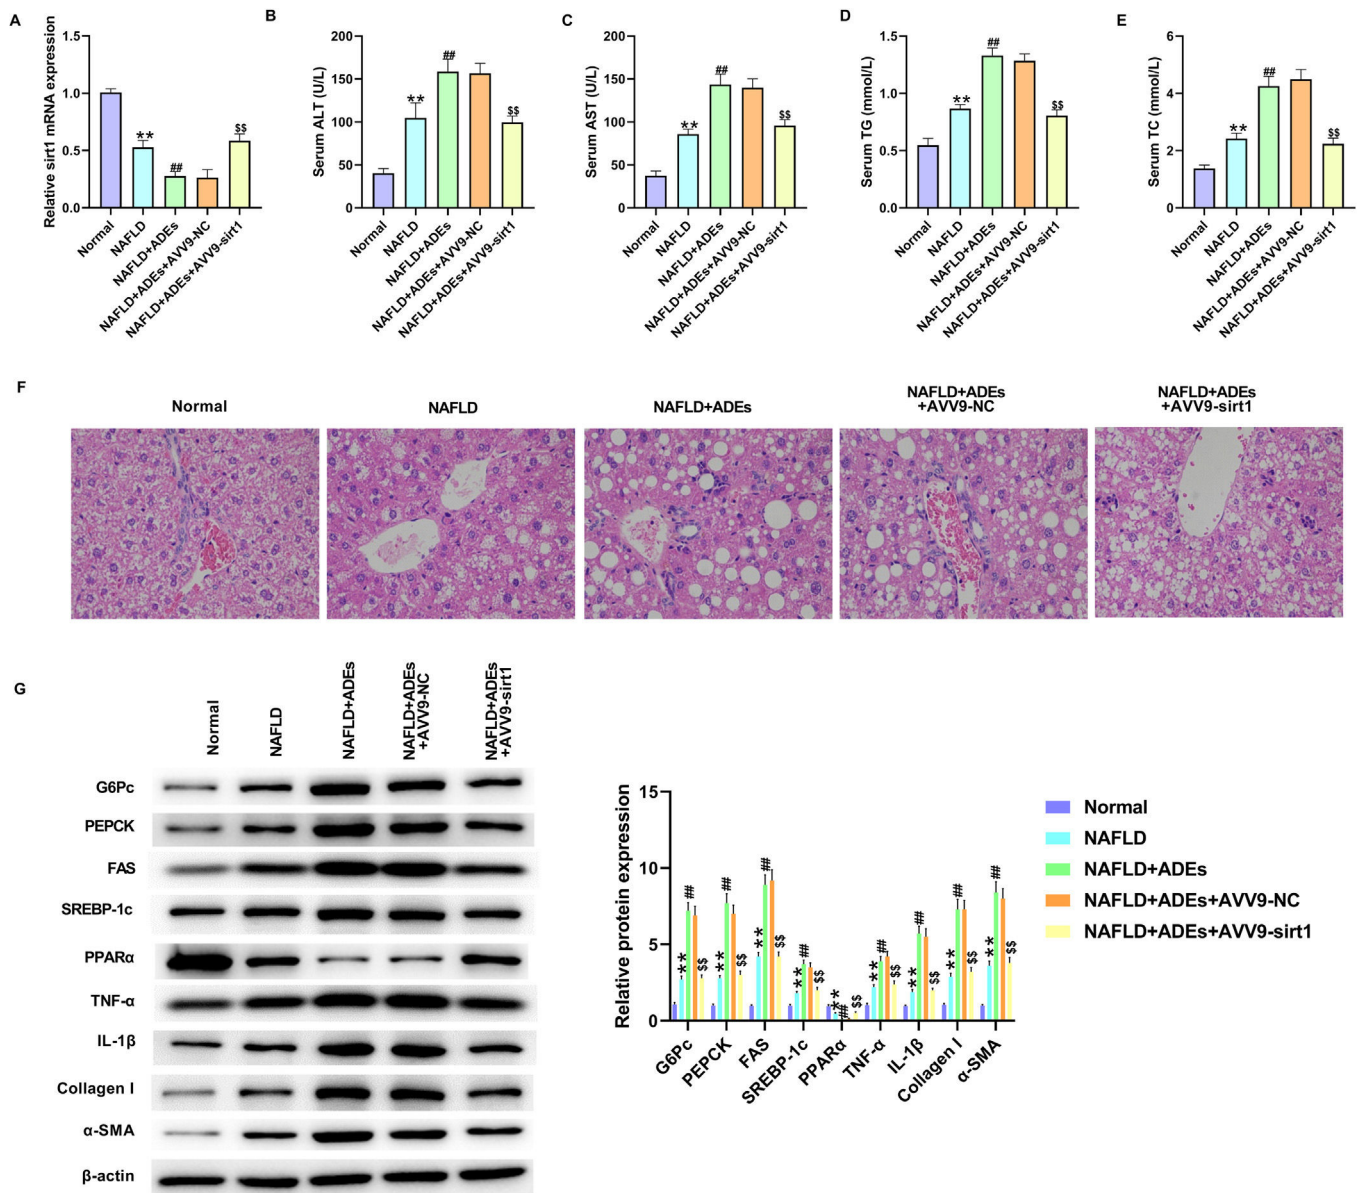 A
Relative sirt1 mRNA expression
1.5
1.0
0.5
0.0
**
##
$$
Normal
NAFLD
NAFLD+ADEs
NAFLD+ADEs+AVV9-NC
NAFLD+ADEs+AVV9-sirt1
B
Serum ALT (U/L)
200
150
100
50
0
**
##
$$
Normal
NAFLD
NAFLD+ADEs
NAFLD+ADEs+AVV9-NC
NAFLD+ADEs+AVV9-sirt1
C
Serum AST (U/L)
200
150
100
50
0
**
##
$$
Normal
NAFLD
NAFLD+ADEs
NAFLD+ADEs+AVV9-NC
NAFLD+ADEs+AVV9-sirt1
D
Serum TG (mmol/L)
1.5
1.0
0.5
0.0
**
##
$$
Normal
NAFLD
NAFLD+ADEs
NAFLD+ADEs+AVV9-NC
NAFLD+ADEs+AVV9-sirt1
E
Serum TC (mmol/L)
6
4
2
0
**
##
$$
Normal
NAFLD
NAFLD+ADEs
NAFLD+ADEs+AVV9-NC
NAFLD+ADEs+AVV9-sirt1
F
Normal
NAFLD
NAFLD+ADEs
NAFLD+ADEs
+AVV9-NC
NAFLD+ADEs
+AVV9-sirt1
G
Normal
NAFLD
NAFLD+ADEs
NAFLD+ADEs
+AVV9-NC
NAFLD+ADEs
+AVV9-sirt1
G6Pc
PEPCK
FAS
SREBP-1c
PPARα
TNF-α
IL-1β
Collagen I
α-SMA
β-actin
Relative protein expression
15
10
5
0
**
##
$$
**
##
$$
**
##
$$
**
##
$$
**
##
$$
**
##
$$
**
##
$$
**
##
$$
**
##
$$
G6Pc
PEPCK
FAS
SREBP-1c
PPARα
TNF-α
IL-1β
Collagen I
α-SMA
Normal
NAFLD
NAFLD+ADEs
NAFLD+ADEs+AVV9-NC
NAFLD+ADEs+AVV9-sirt1